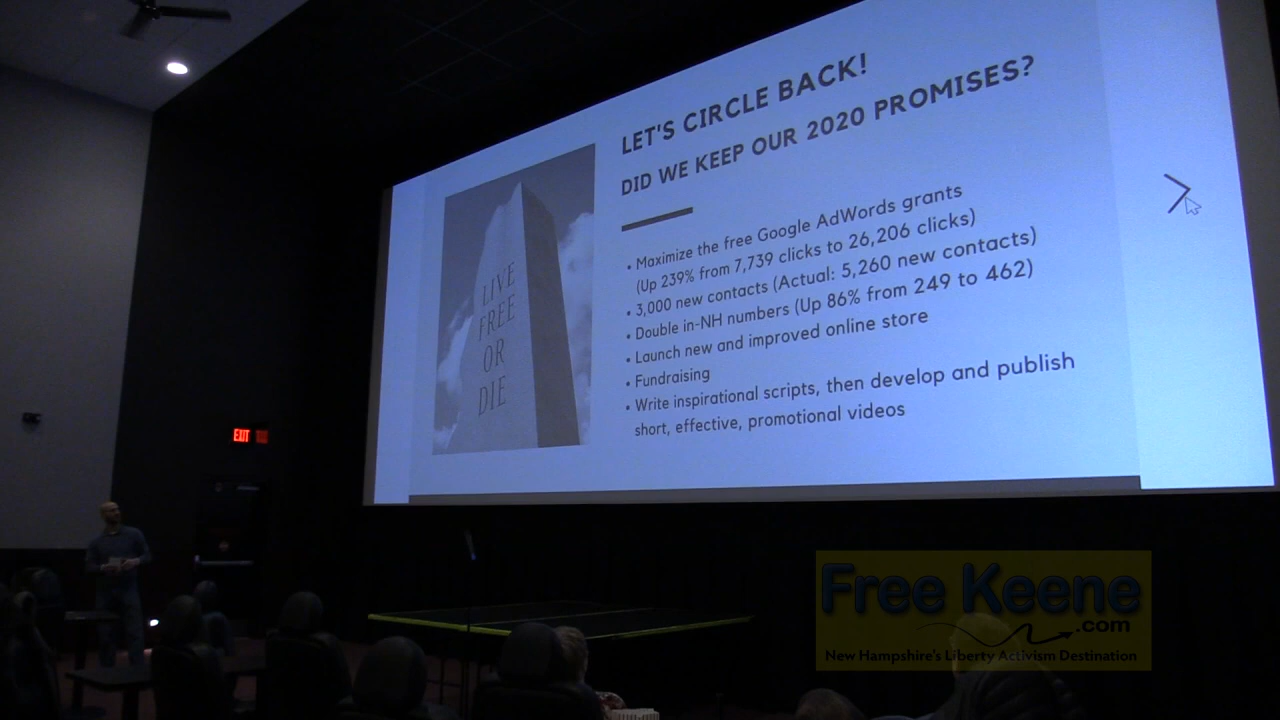 LET'S CIRCLE BACK!
DID WE KEEP OUR 2020 PROMISES?
• Maximize the free Google AdWords grants
(Up 239% from 7,739 clicks to 26,206 clicks)
• 3,000 new contacts (Actual: 5,260 new contacts)
• Double in-NH numbers (Up 86% from 249 to 462)
• Launch new and improved online store
• Fundraising
• Write inspirational scripts, then develop and publish
short, effective, promotional videos
LIVE
FREE
OR
DIE
EXIT
Free Keene
.com
New Hampshire's Liberty Activism Destination